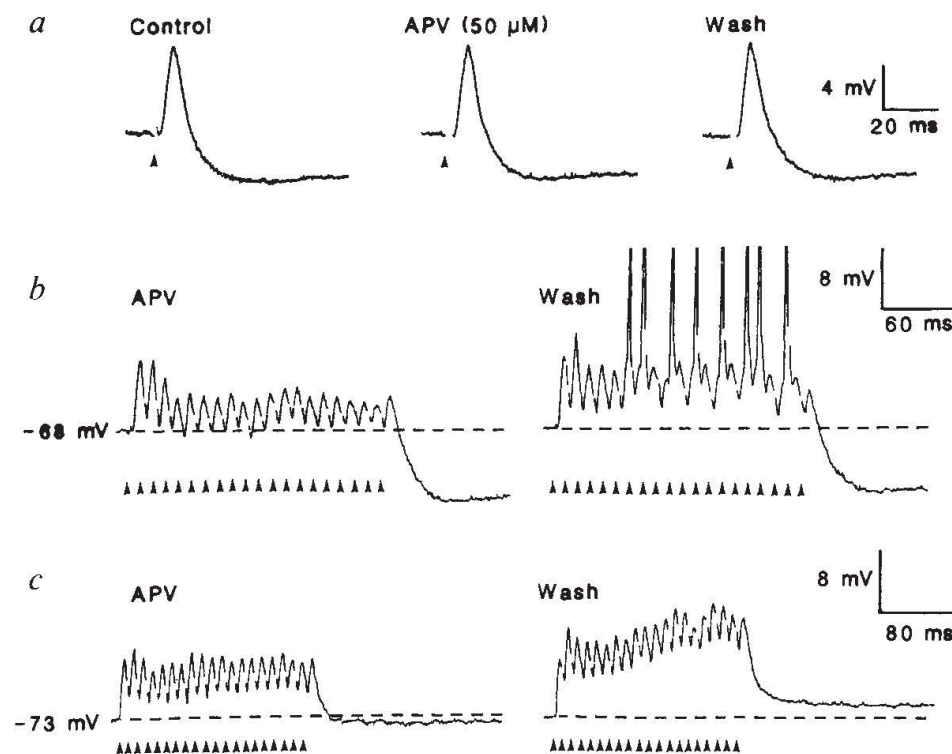 a
Control
APV (50 µM)
Wash
4 mV
20 ms
b
APV
Wash
8 mV
60 ms
-68 mV
c
APV
Wash
8 mV
80 ms
-73 mV